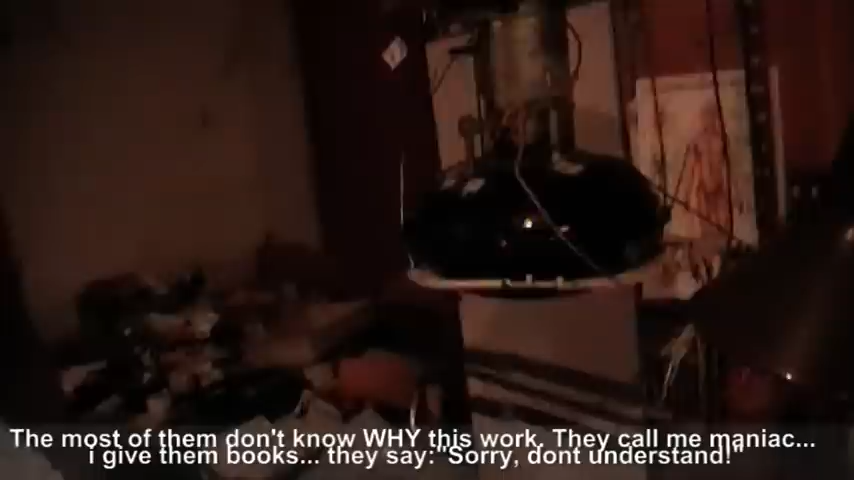 The most of them don't know WHY this work. They call me maniac...
i give them books... they say:"Sorry, dont understand!"